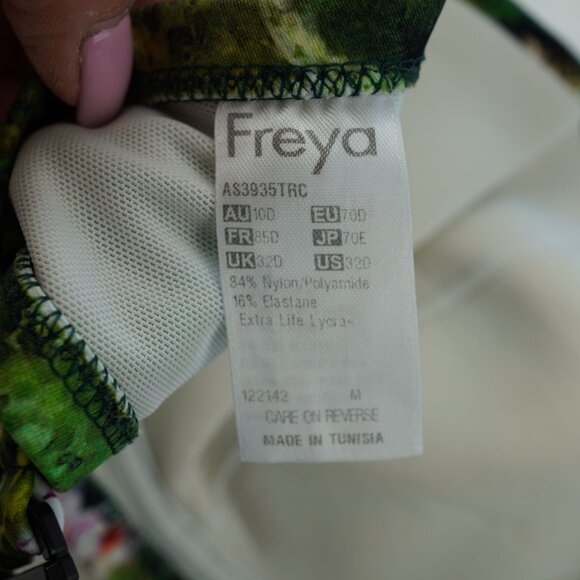 Freya
AS3935TRC
AU 10D EU 70D
FR 85D JP 70E
UK 32D US 32D
84% Nylon/Polyamide
16% Elastane
Extra Life Lycra
122142 M
CARE ON REVERSE
MADE IN TUNISIA